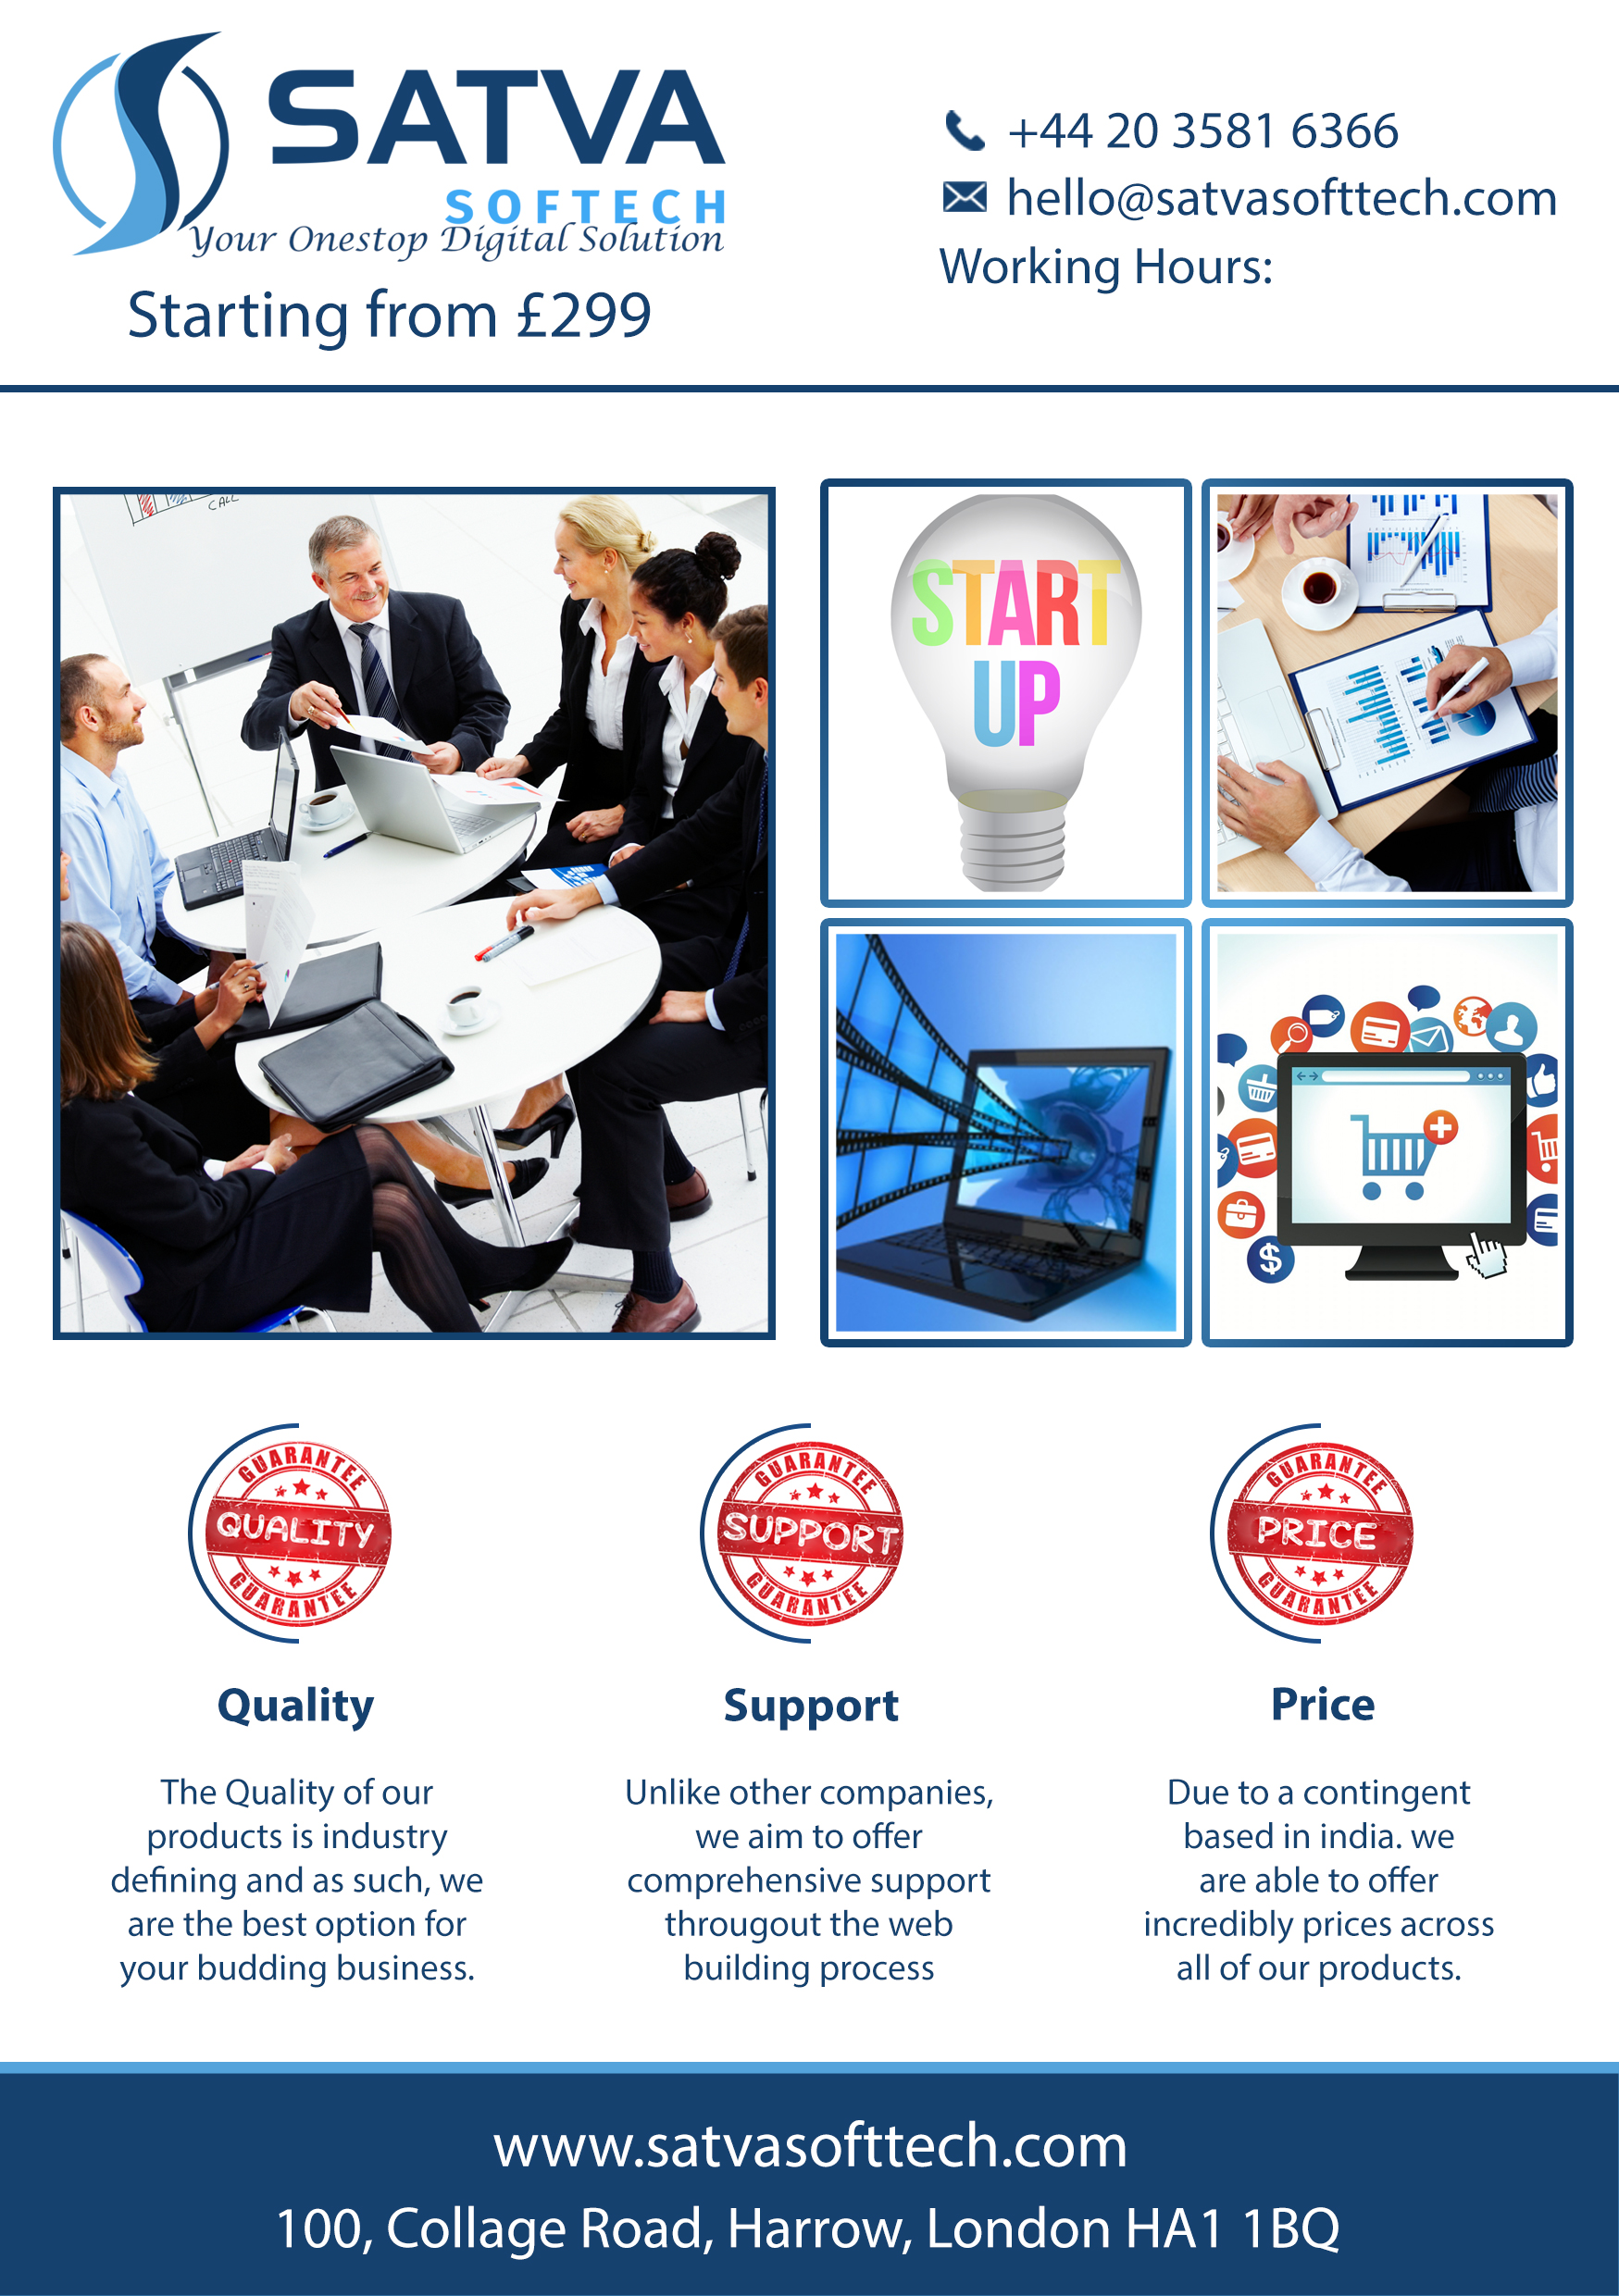 SATVA
SOFTECH
Your Onestop Digital Solution
Starting from £299
+44 20 3581 6366
hello@satvasofttech.com
Working Hours:
CALL
START
UP
$
GUARANTEE
QUALITY
GUARANTEE
GUARANTEE
SUPPORT
GUARANTEE
GUARANTEE
PRICE
GUARANTEE
Quality
The Quality of our
products is industry
defining and as such, we
are the best option for
your budding business.
Support
Unlike other companies,
we aim to offer
comprehensive support
througout the web
building process
Price
Due to a contingent
based in india. we
are able to offer
incredibly prices across
all of our products.
www.satvasofttech.com
100, Collage Road, Harrow, London HA1 1BQ